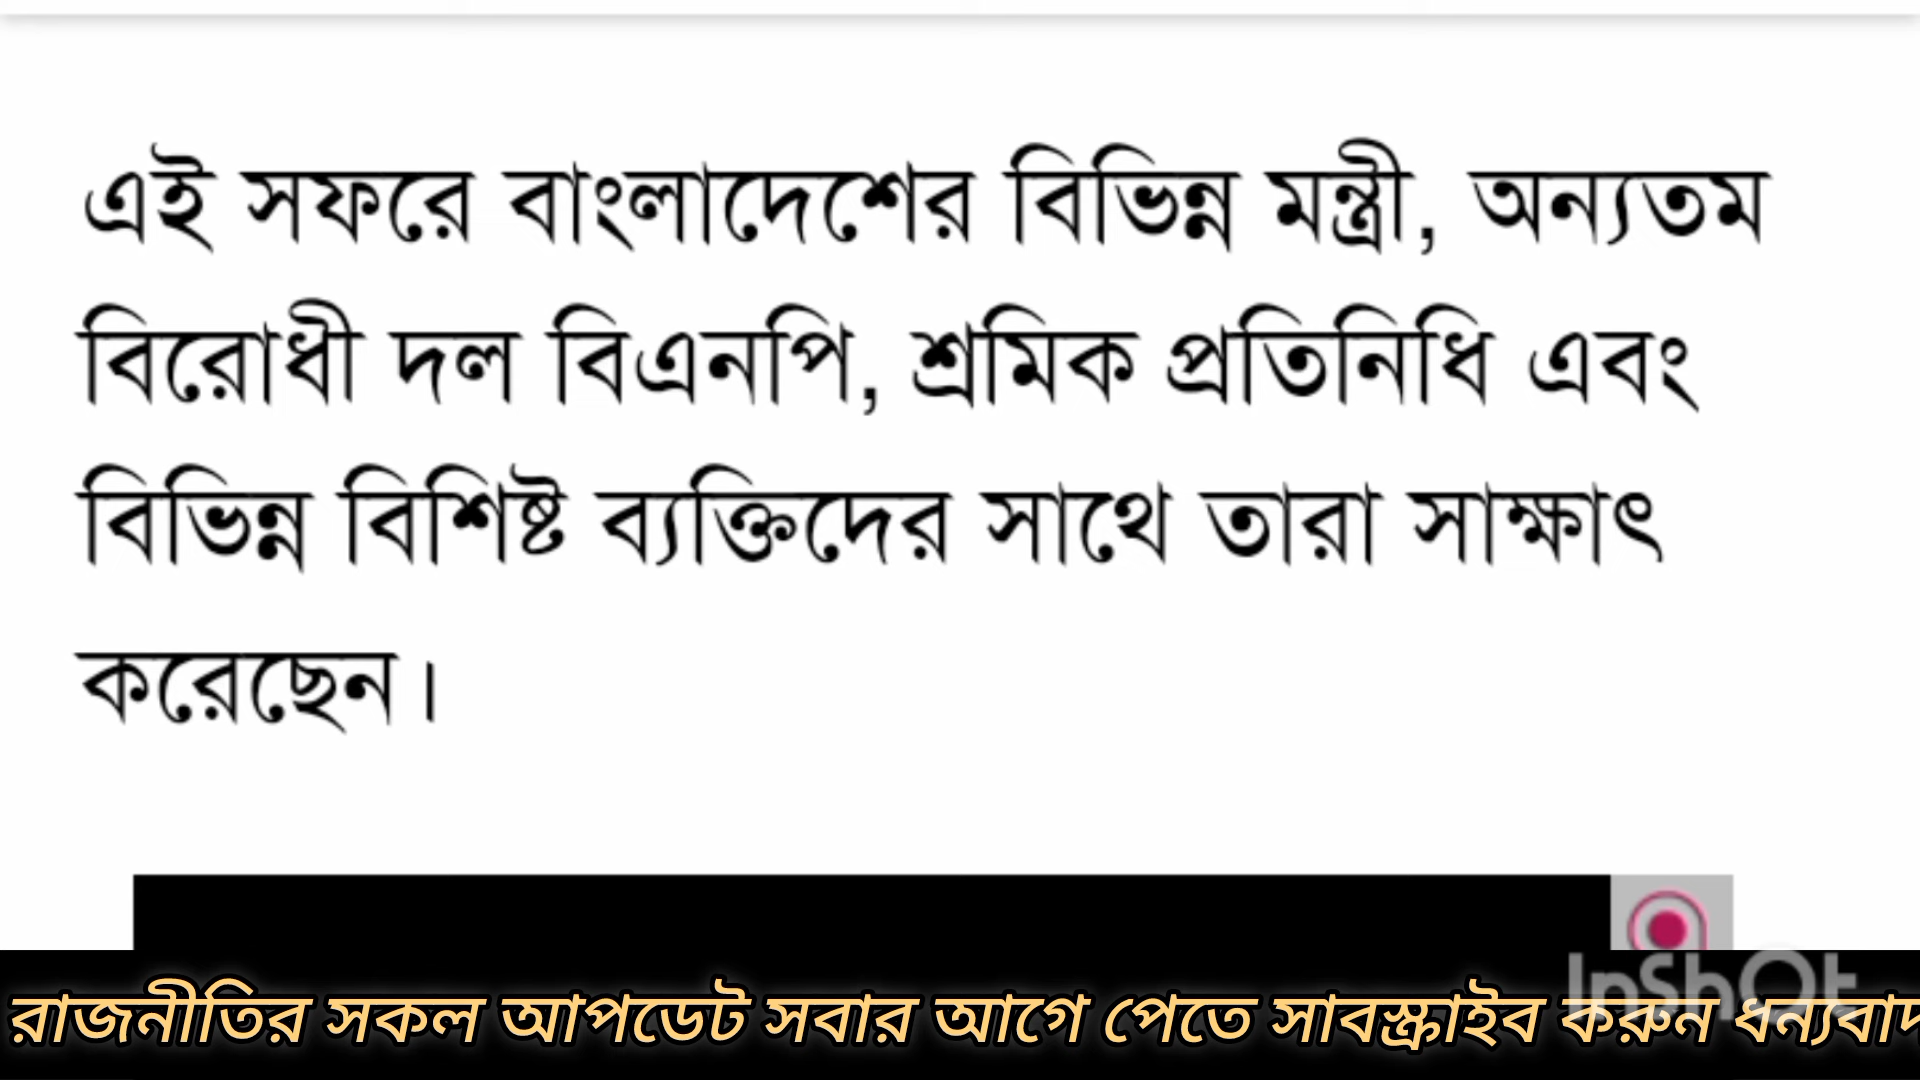 এই সফরে বাংলাদেশের বিভিন্ন মন্ত্রী, অন্যতম
বিরোধী দল বিএনপি, শ্রমিক প্রতিনিধি এবং
বিভিন্ন বিশিষ্ট ব্যক্তিদের সাথে তারা সাক্ষাৎ
করেছেন।
InShOt
রাজনীতির সকল আপডেট সবার আগে পেতে সাবস্ক্রাইব করুন ধন্যবাদ